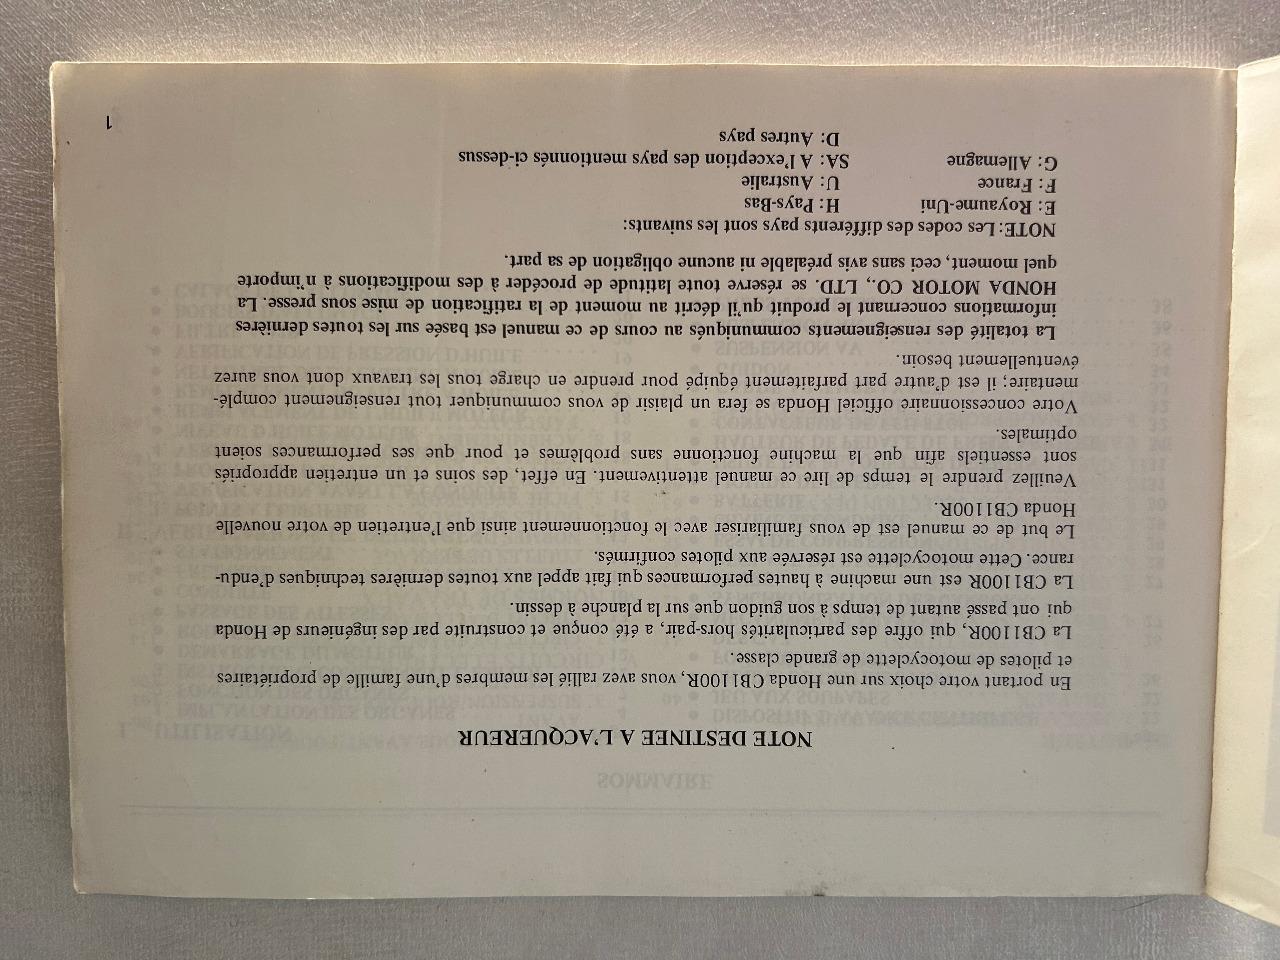 NOTE DESTINEE A L'ACQUEREUR
En portant votre choix sur une Honda CB1100R, vous avez rallié les membres d'une famille de propriétaires
et pilotes de motocyclette de grande classe.
La CB1100R, qui offre des particularités hors-pair, a été conçue et construite par des ingénieurs de Honda
qui ont passé autant de temps à son guidon que sur la planche à dessin.
La CB1100R est une machine à hautes performances qui fait appel aux toutes dernières techniques d'endu-
rance. Cette motocyclette est réservée aux pilotes confirmés.
Le but de ce manuel est de vous familiariser avec le fonctionnement ainsi que l'entretien de votre nouvelle
Honda CB1100R.
Veuillez prendre le temps de lire ce manuel attentivement. En effet, des soins et un entretien appropriés
sont essentiels afin que la machine fonctionne sans problèmes et pour que ses performances soient
optimales.
Votre concessionnaire officiel Honda se fera un plaisir de vous communiquer tout renseignement complé-
mentaire; il est d'autre part parfaitement équipé pour prendre en charge tous les travaux dont vous aurez
éventuellement besoin.
La totalité des renseignements communiqués au cours de ce manuel est basée sur les toutes dernières
informations concernant le produit qu'il décrit au moment de la ratification de mise sous presse. La
HONDA MOTOR CO., LTD. se réserve toute latitude de procéder à des modifications à n'importe
quel moment, ceci sans avis préalable ni aucune obligation de sa part.
NOTE: Les codes des différents pays sont les suivants:
E: Royaume-Uni H: Pays-Bas
F: France U: Australie
G: Allemagne SA: A l'exception des pays mentionnés ci-dessus
D: Autres pays
1
SOMMAIRE